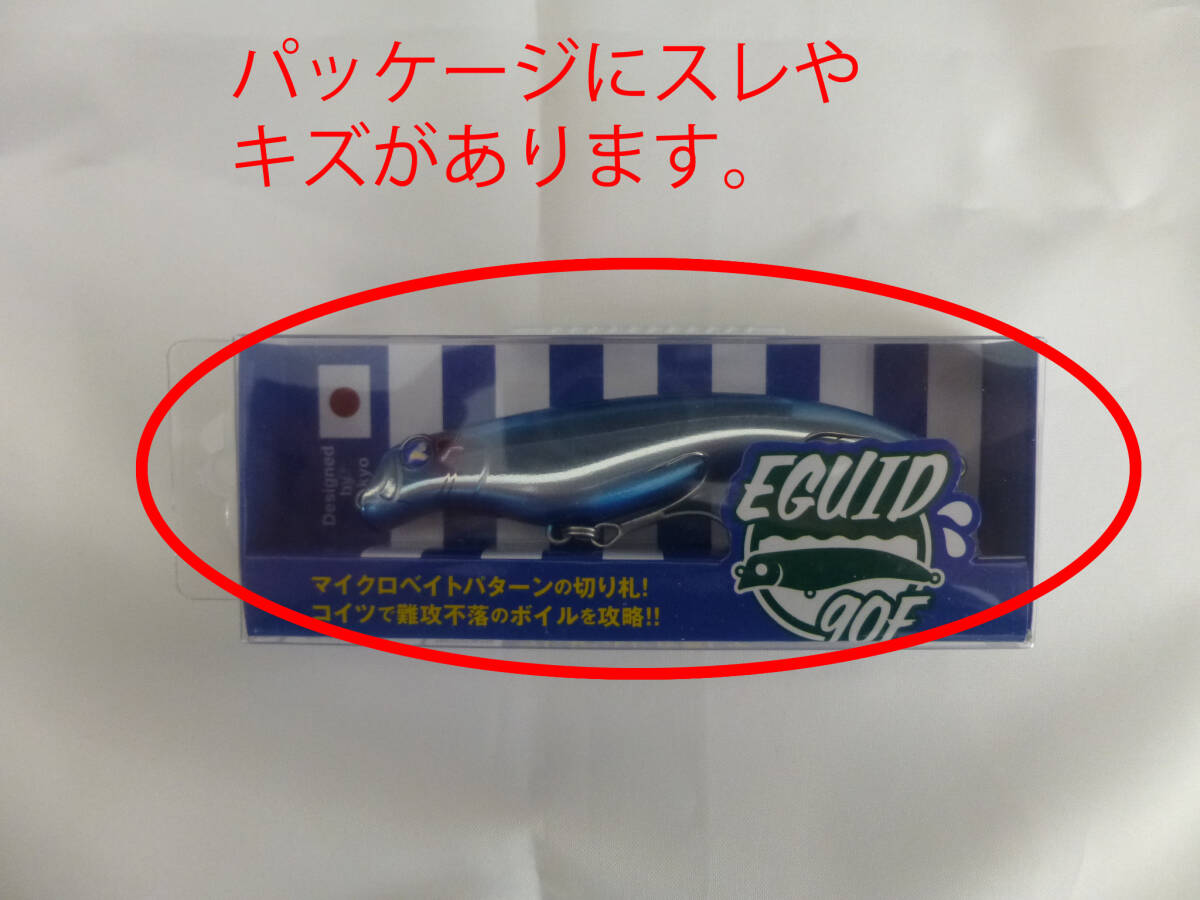 パッケージにスレや
キズがあります。
Designed
by
EGUID
90F
マイクロベイトパターンの切り札!
コイツで難攻不落のボイルを攻略!!